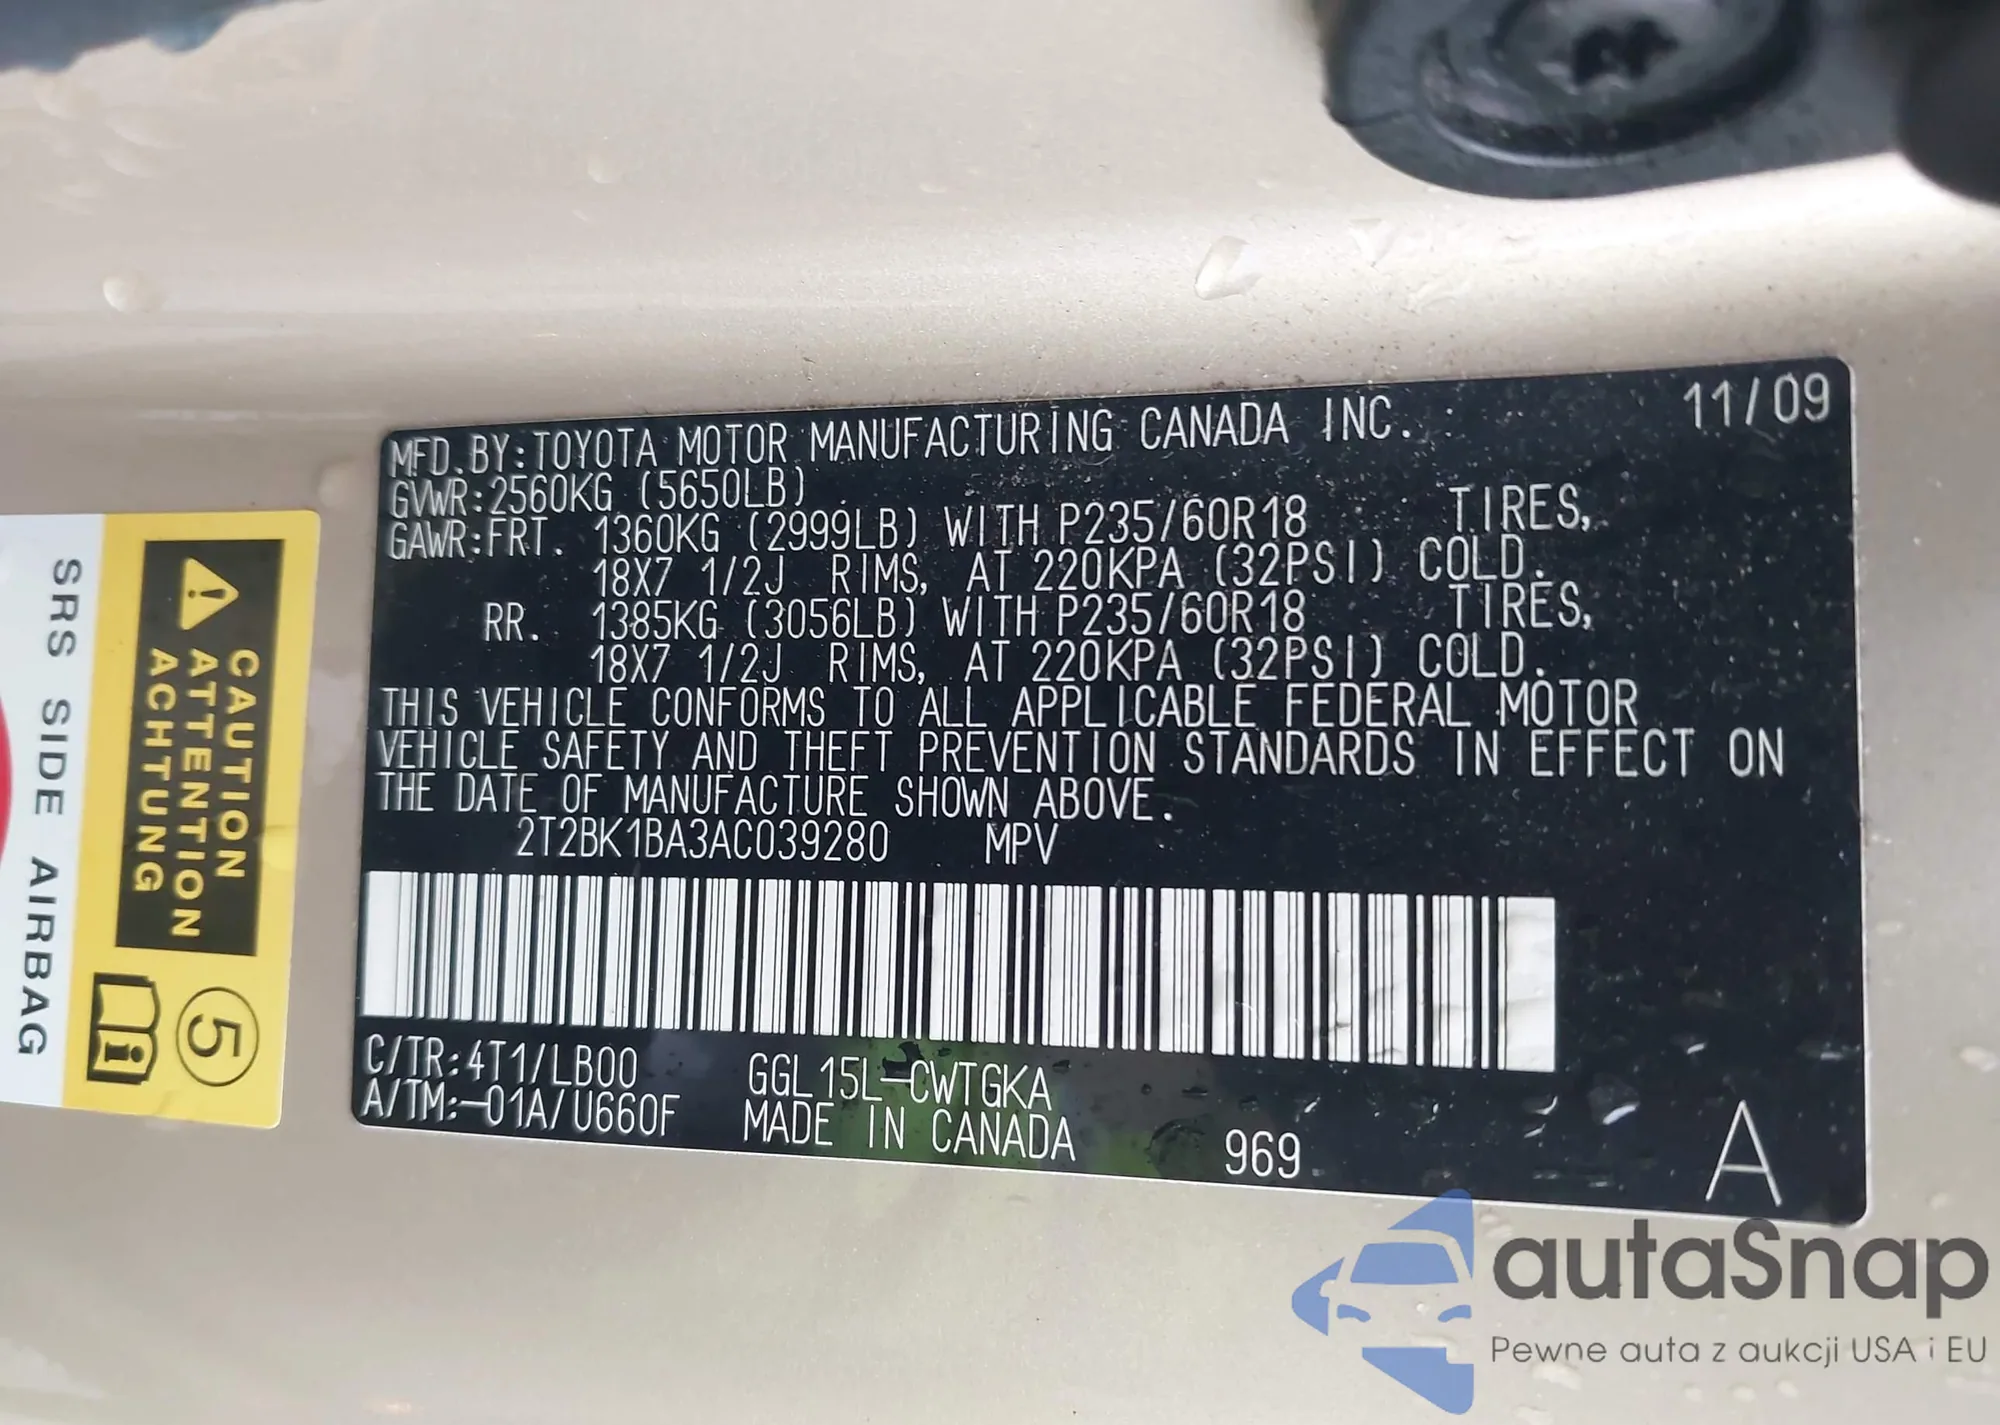 MFD.BY:TOYOTA MOTOR MANUFACTURING CANADA INC. 11/09
GVWR:2560KG (5650LB)
GAWR:FRT. 1360KG (2999LB) WITH P235/60R18 TIRES,
18X7 1/2J RIMS, AT 220KPA (32PSI) COLD.
RR. 1385KG (3056LB) WITH P235/60R18 TIRES,
18X7 1/2J RIMS, AT 220KPA (32PSI) COLD.
THIS VEHICLE CONFORMS TO ALL APPLICABLE FEDERAL MOTOR
VEHICLE SAFETY AND THEFT PREVENTION STANDARDS IN EFFECT ON
THE DATE OF MANUFACTURE SHOWN ABOVE.
2T2BK1BA3AC039280 MPV
C/TR:4T1/LB00 GGL15L-CWTGKA
A/TM:-01A/U660F MADE IN CANADA 969 A
SRS SIDE AIRBAG
CAUTION
ATTENTION
ACHTUNG
5
autoSnap
Pewne auta z aukcji USA i EU